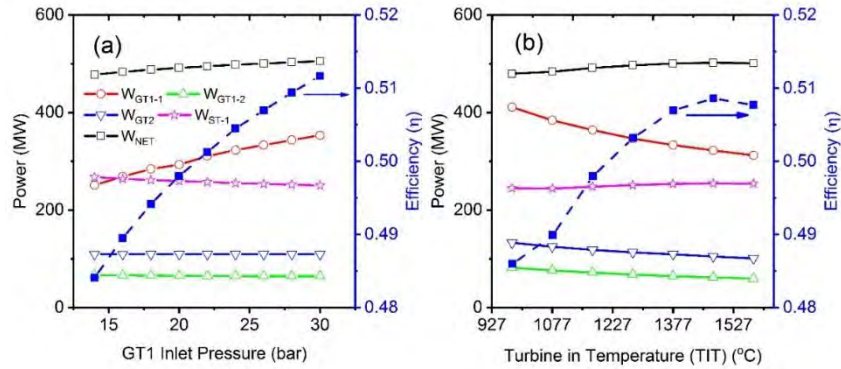 (a)
Power (MW)
600
400
200
0
W_GT1-1
W_GT1-2
W_GT2
W_ST-1
W_NET
0.52
0.51
0.50
0.49
0.48
Efficiency (η)
15 20 25 30
GT1 Inlet Pressure (bar)
(b)
Power (MW)
600
400
200
0
0.52
0.51
0.50
0.49
0.48
Efficiency (η)
927 1077 1227 1377 1527
Turbine in Temperature (TIT) (°C)